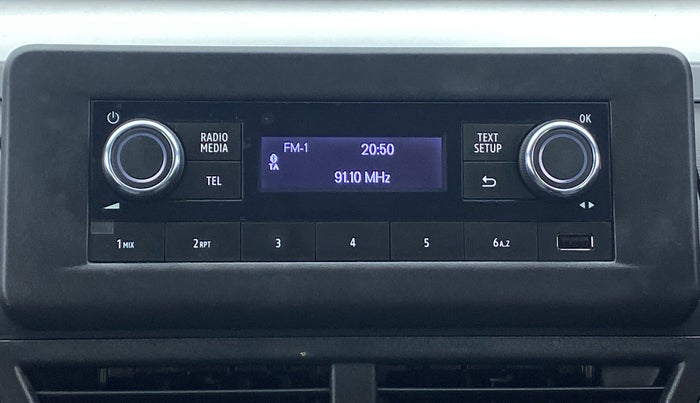 OK
RADIO
MEDIA
FM-1 20:50
TEXT
SETUP
TA
91.10 MHz
TEL
1 MIX 2 RPT 3 4 5 6 A..Z